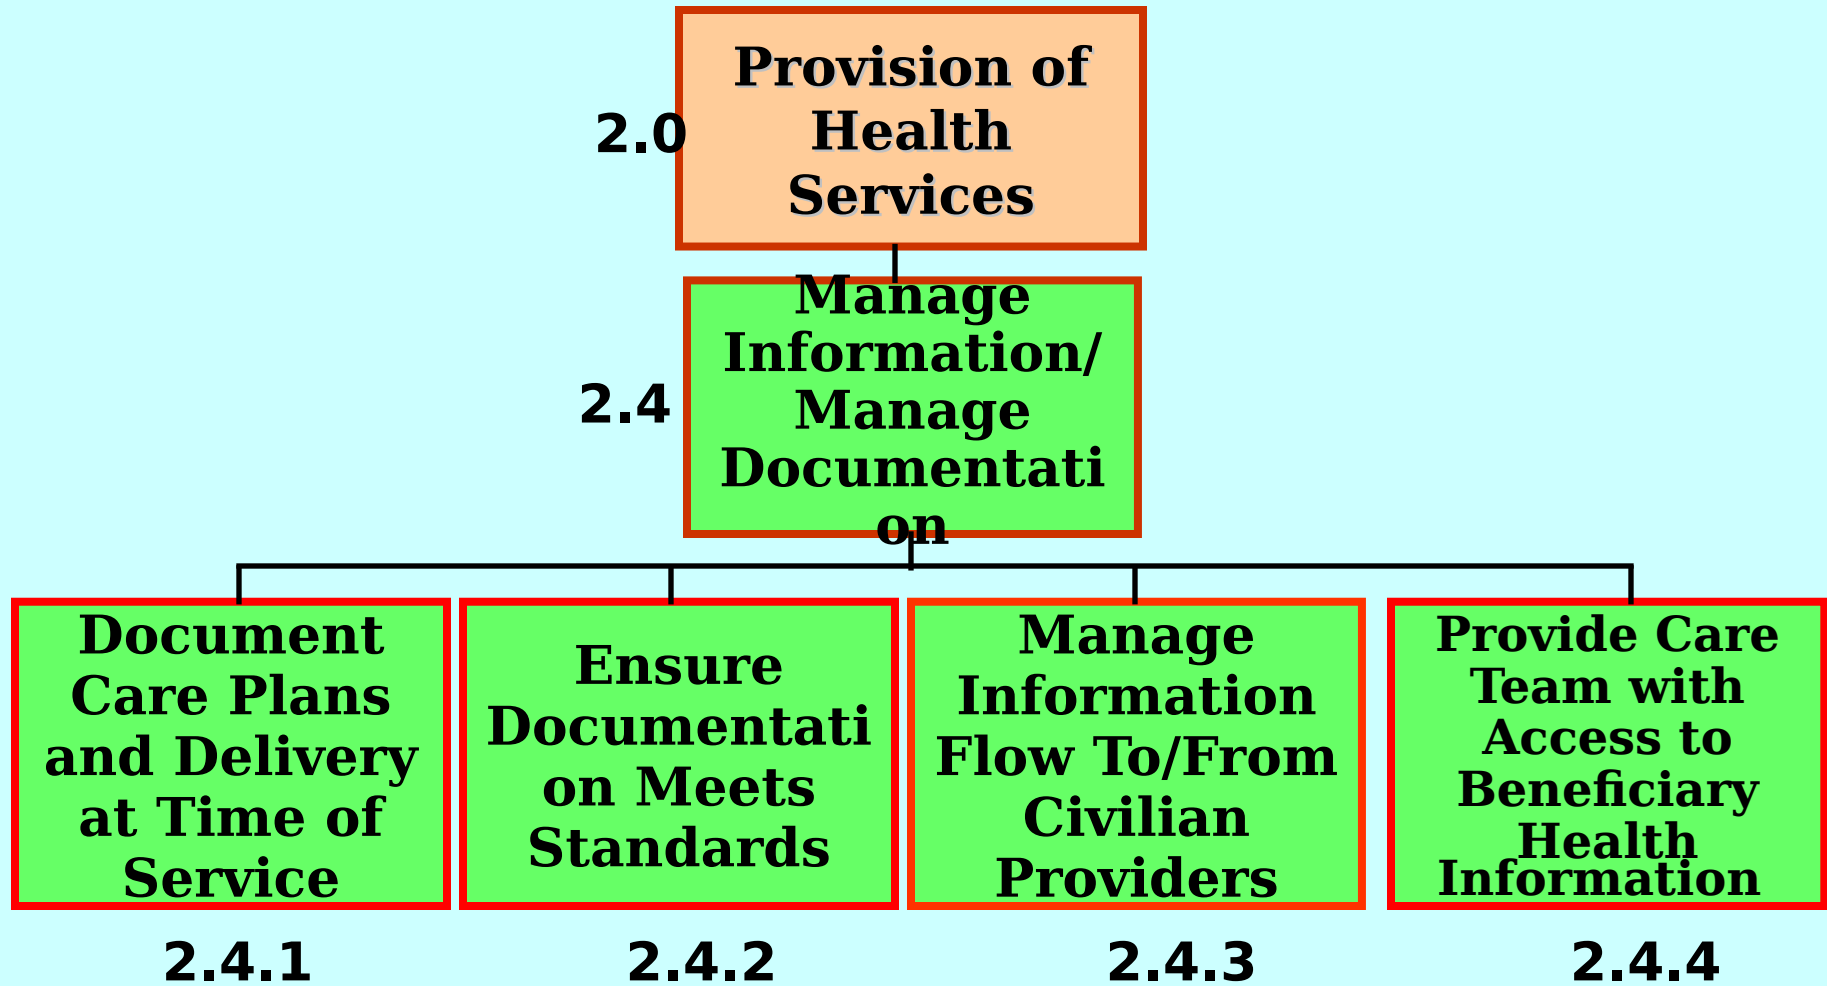 Provision of
Health
Services
2.0
Manage
Information/
Manage
Documentati
on
2.4
Document
Care Plans
and Delivery
at Time of
Service
Ensure
Documentati
on Meets
Standards
Manage
Information
Flow To/From
Civilian
Providers
Provide Care
Team with
Access to
Beneficiary
Health
Information
2.4.1
2.4.2
2.4.3
2.4.4